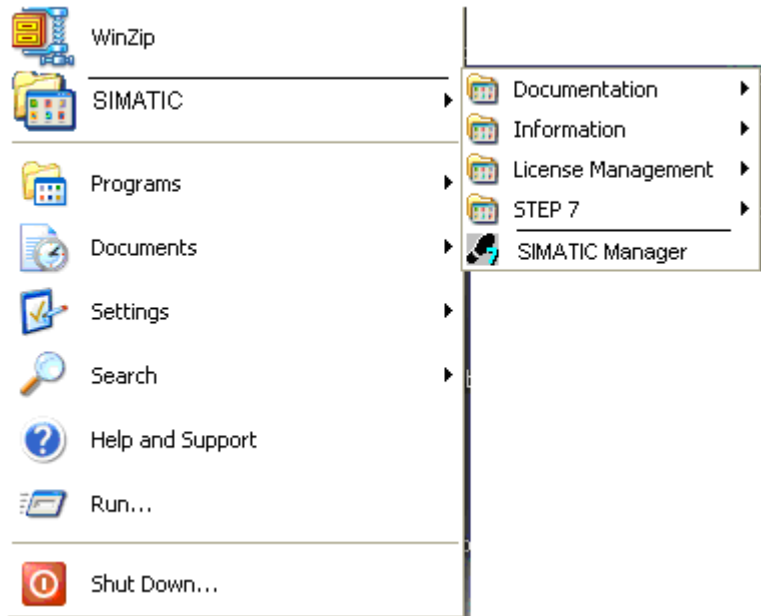 WinZip
SIMATIC
Programs
Documents
Settings
Search
Help and Support
Run...
Shut Down...
Documentation
Information
License Management
STEP 7
SIMATIC Manager